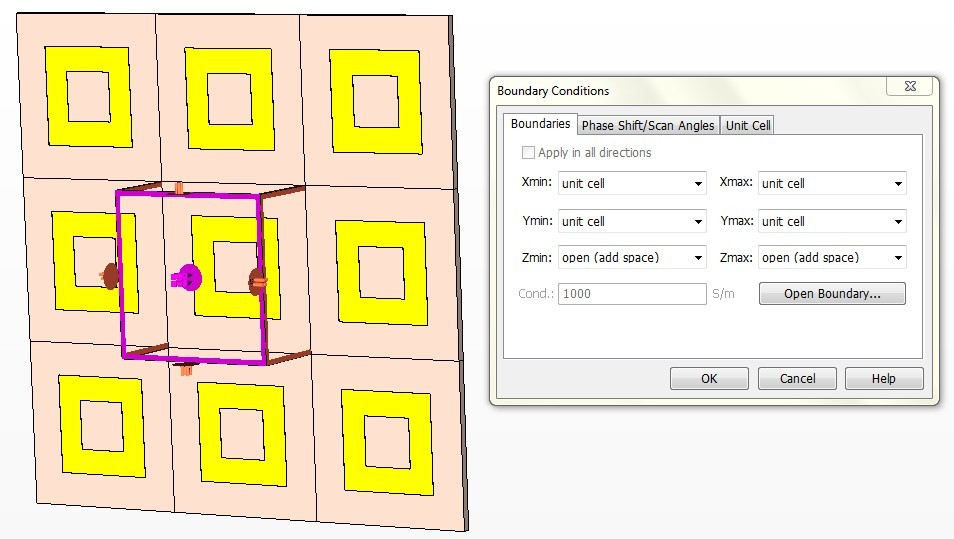 Boundary Conditions
Boundaries Phase Shift/Scan Angles Unit Cell
Apply in all directions
Xmin: unit cell Xmax: unit cell
Ymin: unit cell Ymax: unit cell
Zmin: open (add space) Zmax: open (add space)
Cond.: 1000 S/m Open Boundary...
OK Cancel Help